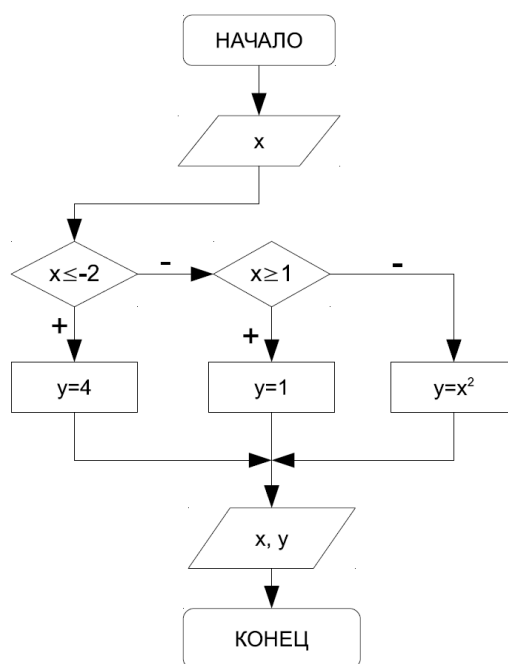 НАЧАЛО
x
x≤-2
-
x≥1
-
+
+
y=4
y=1
y=x²
x, y
КОНЕЦ